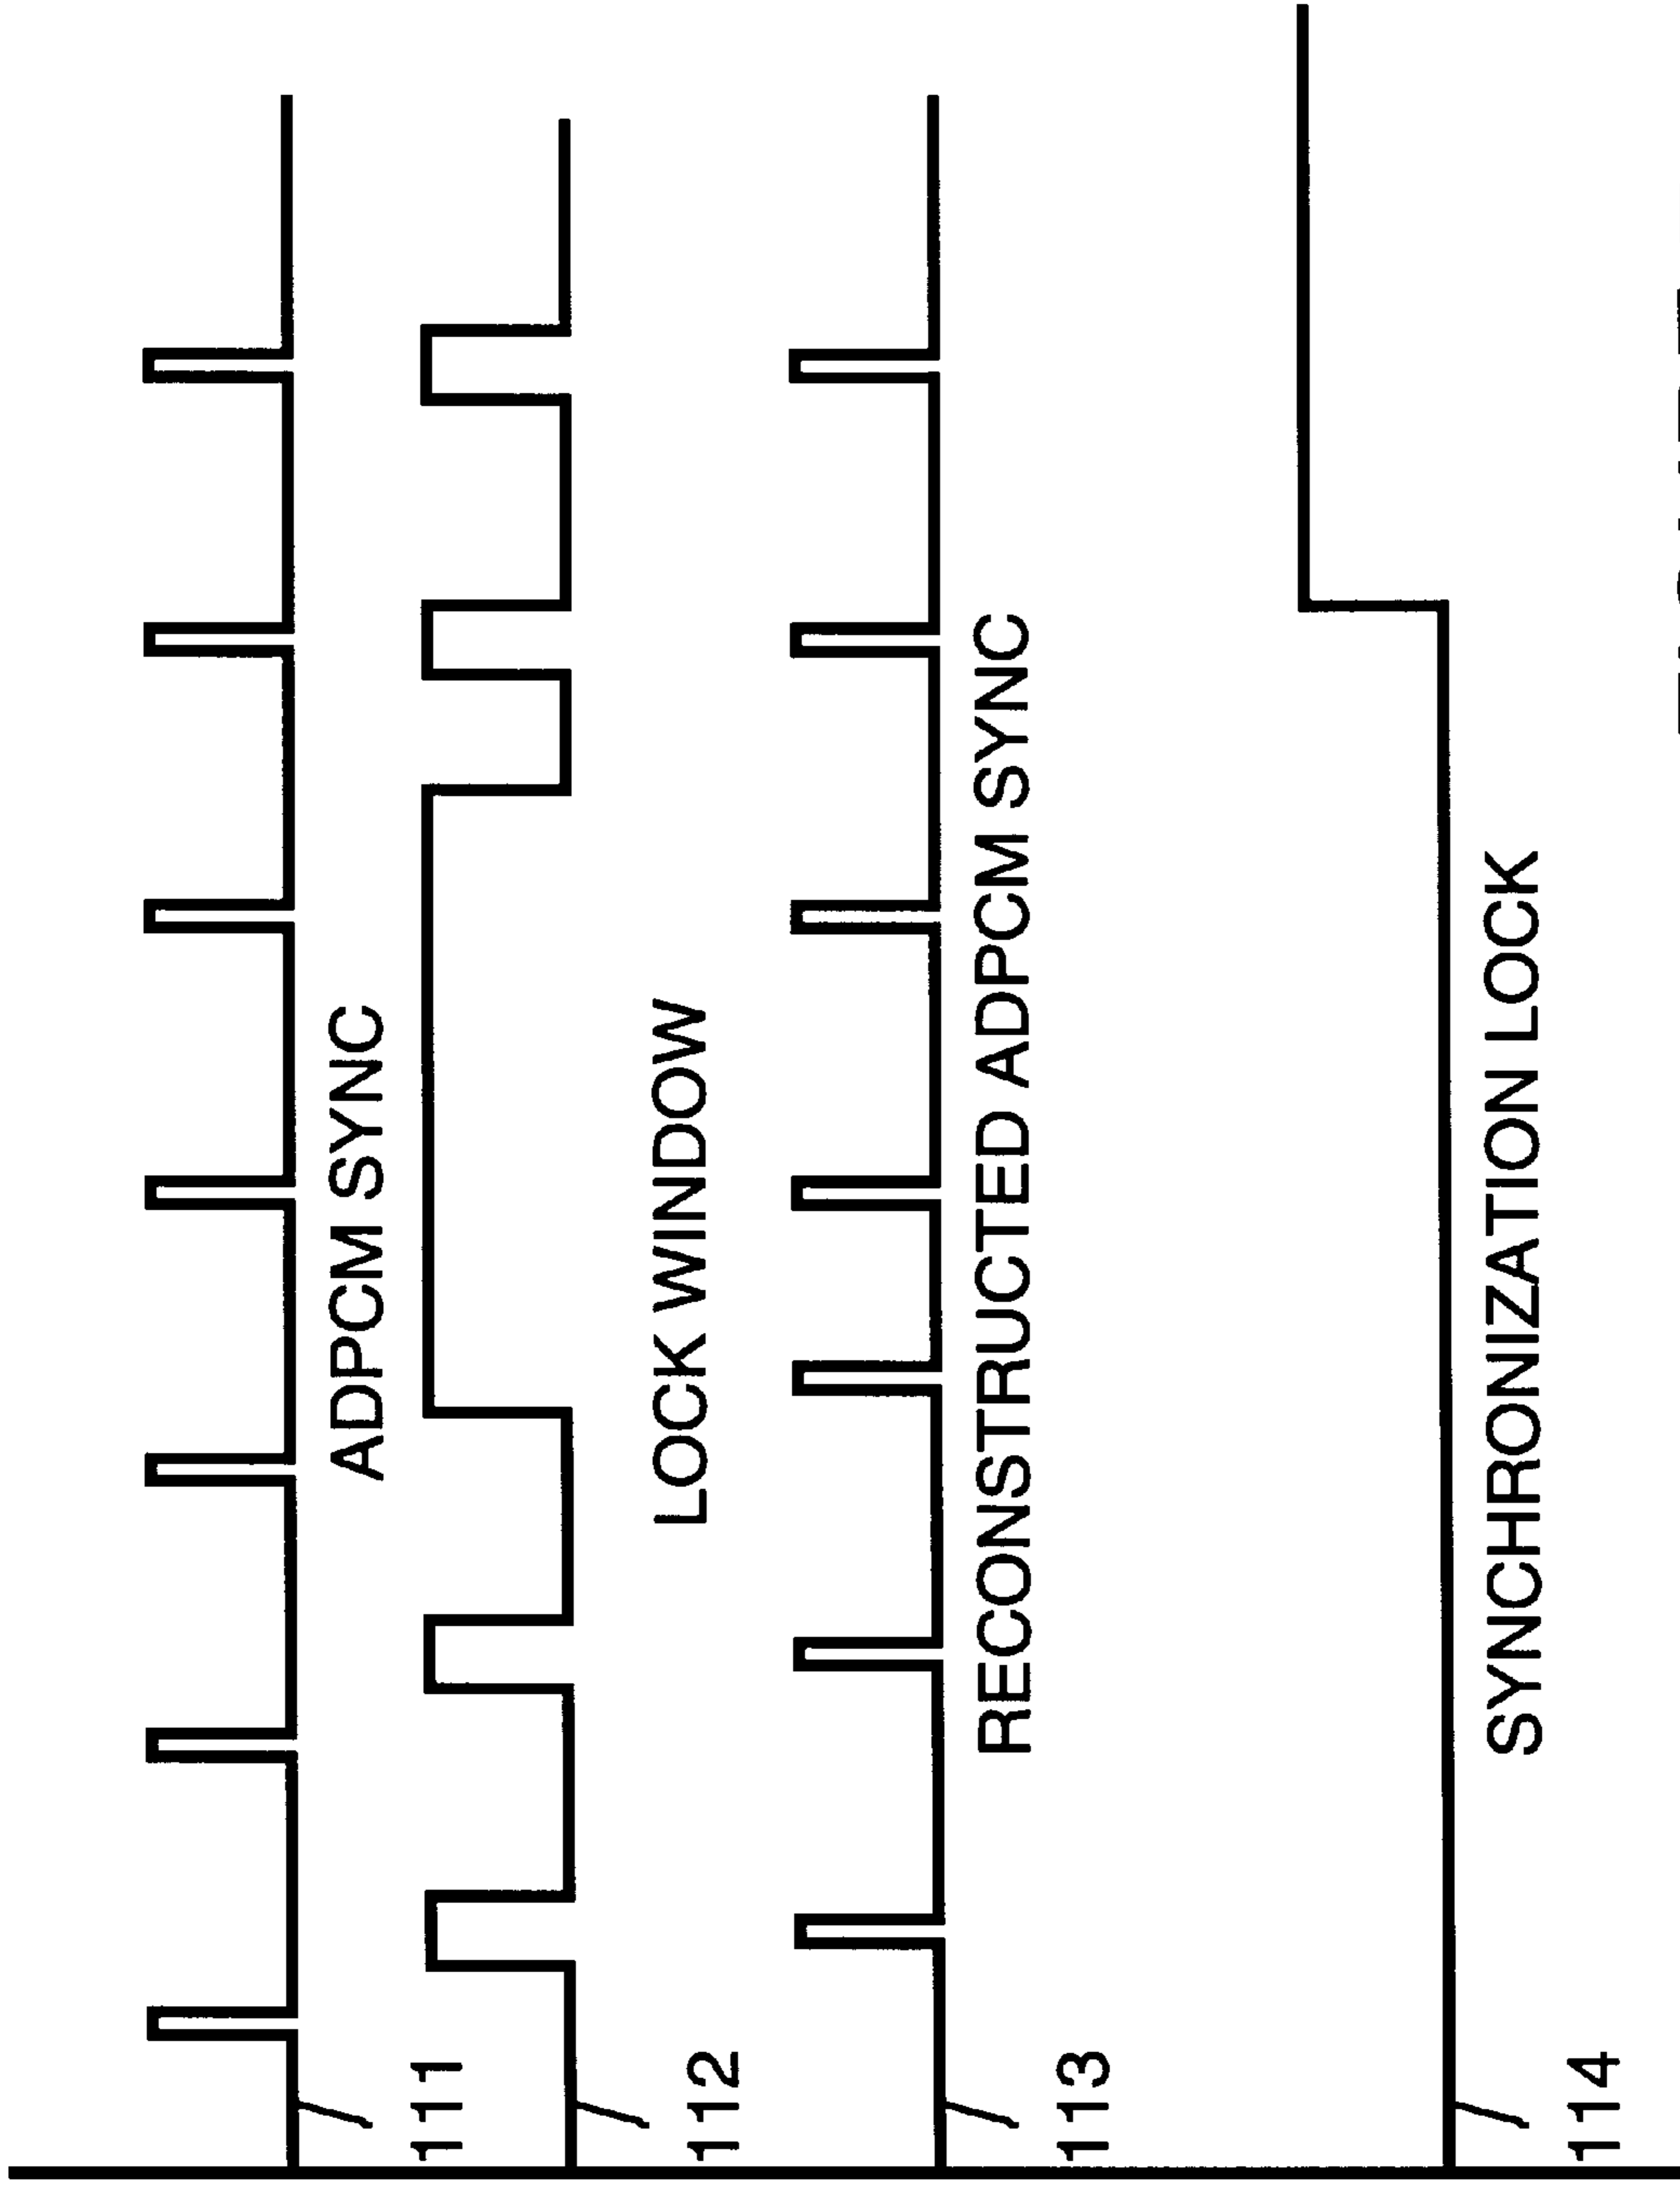 111
ADPCM SYNC
112
LOCK WINDOW
113
RECONSTRUCTED ADPCM SYNC
114
SYNCHRONIZATION LOCK